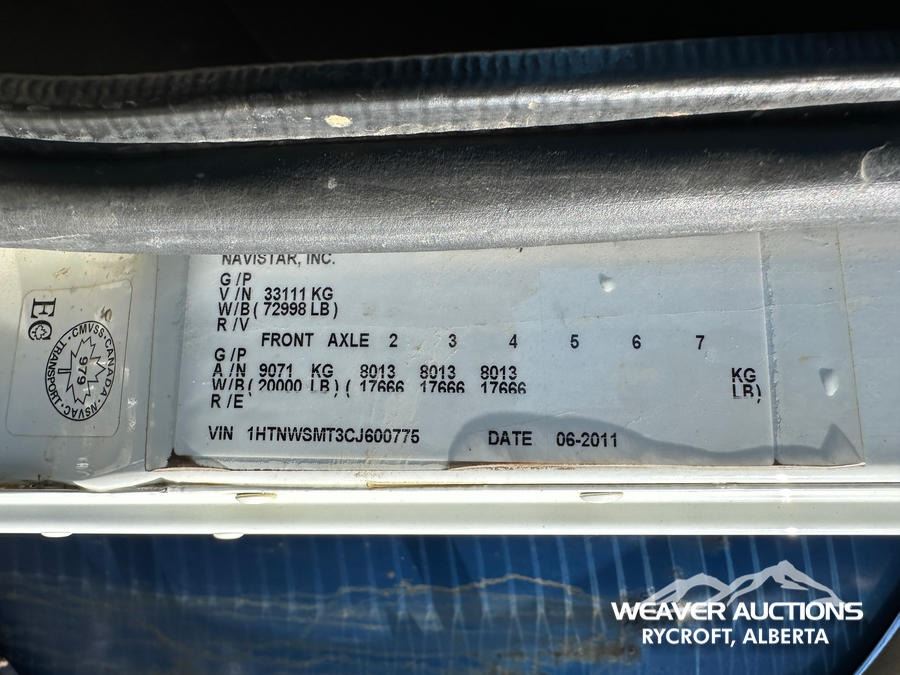 NAVISTAR, INC.
G /P
V /N 33111 KG
W/B ( 72998 LB )
R /V
FRONT AXLE 2 3 4 5 6 7
G /P
A /N 9071 KG 8013 8013 8013 KG
W/B ( 20000 LB ) ( 17666 17666 17666 LB)
R /E
VIN 1HTNWSMT3CJ600775 DATE 06-2011
CMVSS · CANADA · NSVAC · TRANSPORT
979
WEAVER AUCTIONS
RYCROFT, ALBERTA